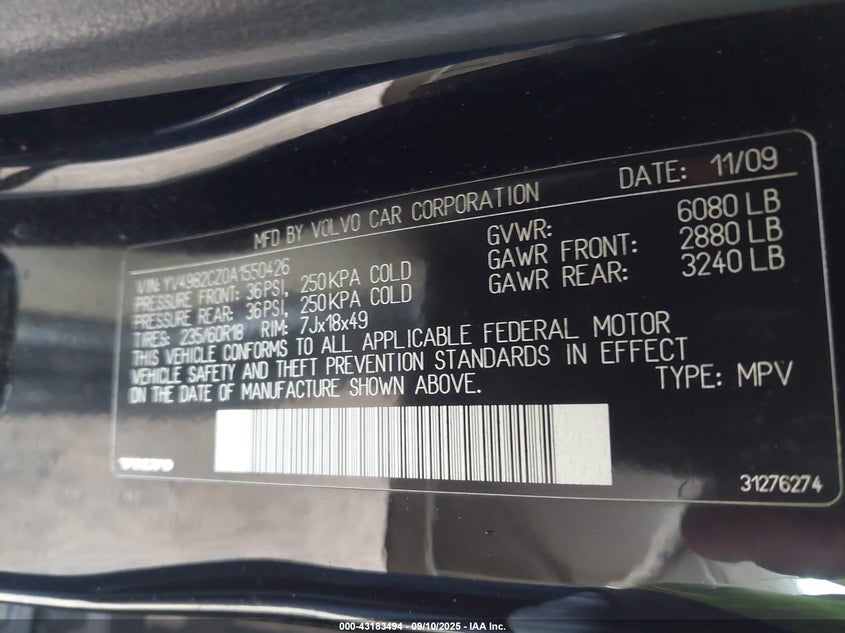 MFD BY VOLVO CAR CORPORATION DATE: 11/09
VIN: YV4982CZ0A1550426
PRESSURE FRONT: 36PSI, 250KPA COLD
PRESSURE REAR: 36PSI, 250KPA COLD
TIRES: 235/60R18 RIM: 7Jx18x49
GVWR: 6080 LB
GAWR FRONT: 2880 LB
GAWR REAR: 3240 LB
THIS VEHICLE CONFORMS TO ALL APPLICABLE FEDERAL MOTOR
VEHICLE SAFETY AND THEFT PREVENTION STANDARDS IN EFFECT
ON THE DATE OF MANUFACTURE SHOWN ABOVE.
TYPE: MPV
VOLVO
31276274
000-43183494 - 09/10/2025 - IAA Inc.